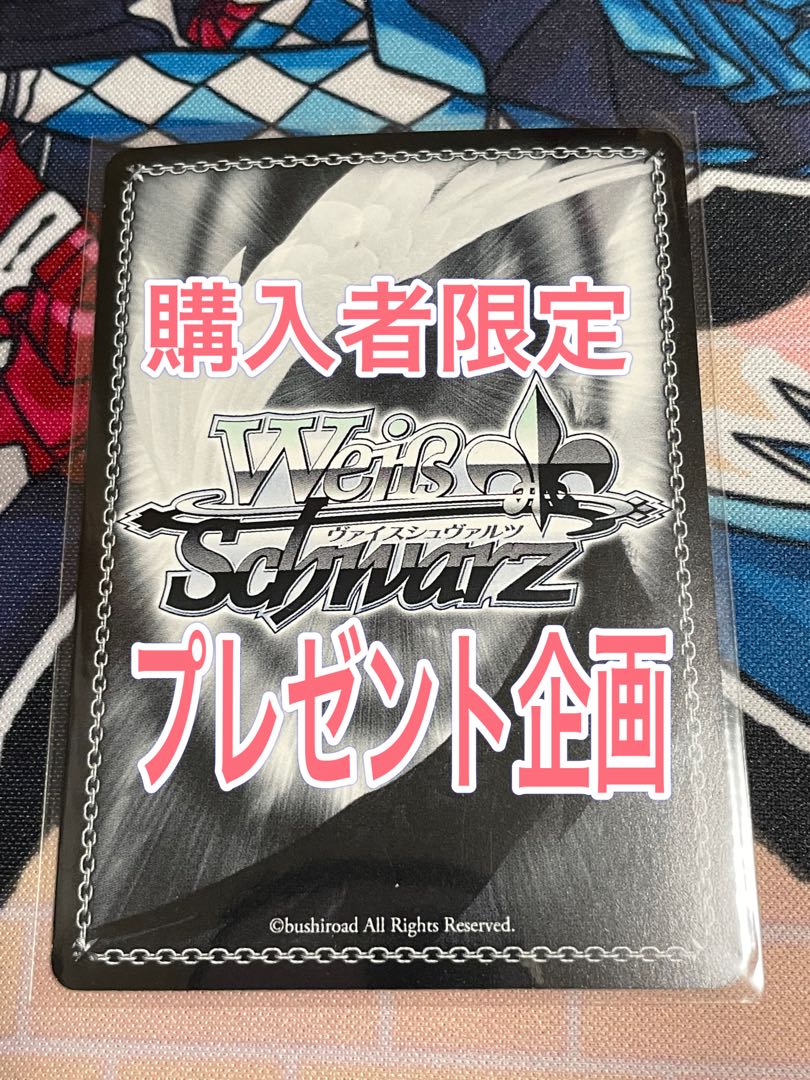 購入者限定
Weiß
ヴァイスシュヴァルツ
Schwarz
プレゼント企画
©bushiroad All Rights Reserved.